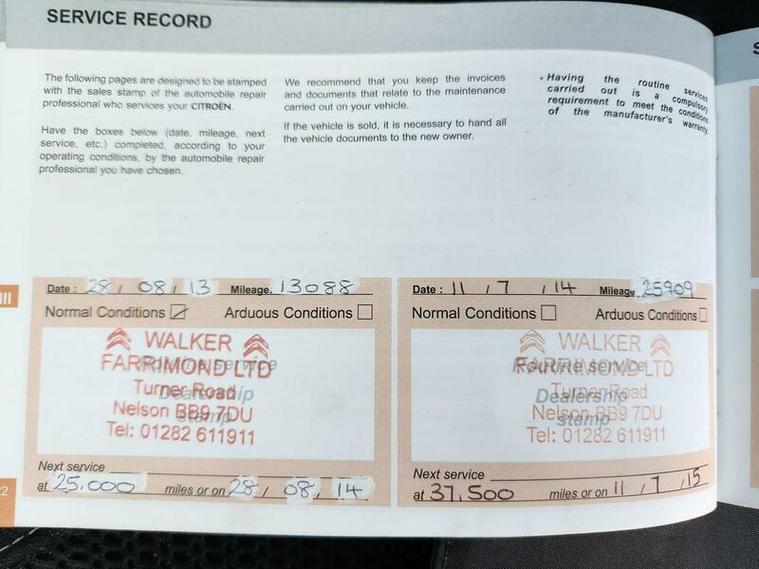 SERVICE RECORD
The following pages are designed to be stamped
with the sales stamp of the automobile repair
professional who services your CITROËN.
Have the boxes below (date, mileage, next
service, etc.) completed, according to your
operating conditions, by the automobile repair
professional you have chosen.
We recommend that you keep the invoices
and documents that relate to the maintenance
carried out on your vehicle.
If the vehicle is sold, it is necessary to hand all
the vehicle documents to the new owner.
• Having the routine services
carried out is a compulsory
requirement to meet the conditions
of the manufacturer's warranty.
Date : 28 / 08 / 13 Mileage. 13088
Normal Conditions Arduous Conditions
WALKER
FARRIMOND LTD
Routine service
Turner Road
Dealership
Nelson BB9 7DU
stamp
Tel: 01282 611911
Next service
at 25.000 miles or on 28 / 08 / 14
Date : 11 / 7 / 14 Mileage 25909
Normal Conditions Arduous Conditions
WALKER
FARRIMOND LTD
Routine service
Turner Road
Dealership
Nelson BB9 7DU
stamp
Tel: 01282 611911
Next service
at 37,500 miles or on 11 / 7 / 15